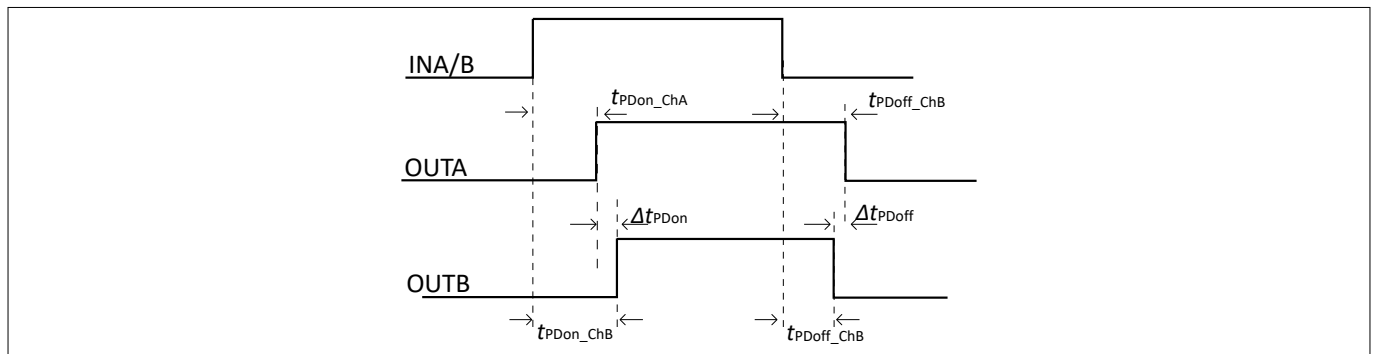 INA/B
tPDon_ChA
tPDoff_ChB
OUTA
ΔtPDon
ΔtPDoff
OUTB
tPDon_ChB
tPDoff_ChB